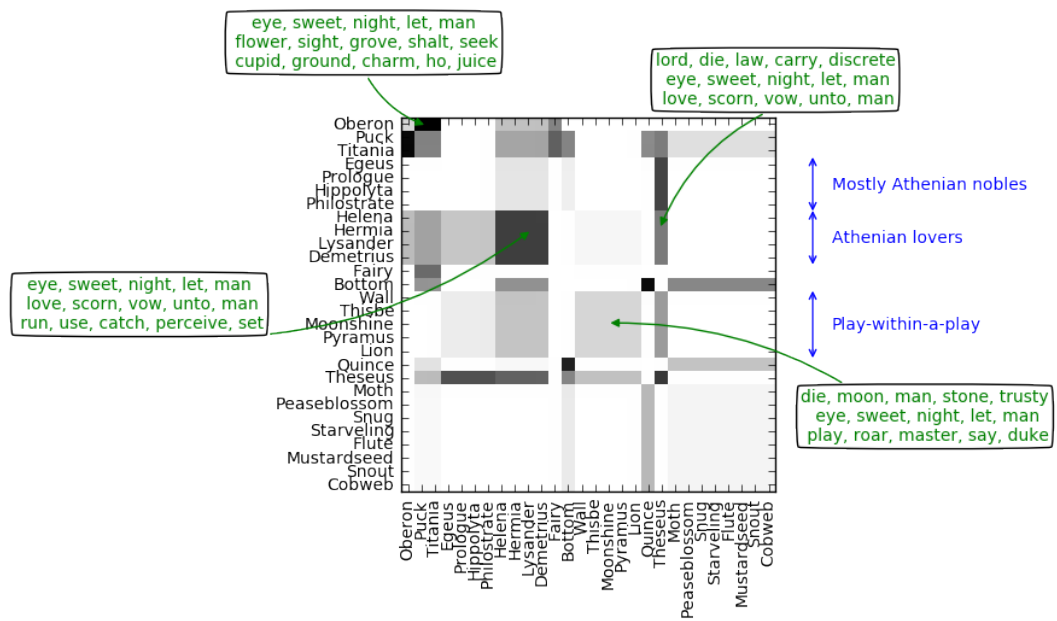 eye, sweet, night, let, man
flower, sight, grove, shalt, seek
cupid, ground, charm, ho, juice
lord, die, law, carry, discrete
eye, sweet, night, let, man
love, scorn, vow, unto, man
Oberon
Puck
Titania
Egeus
Prologue
Hippolyta
Philostrate
Helena
Hermia
Lysander
Demetrius
Fairy
Bottom
Wall
Thisbe
Moonshine
Pyramus
Lion
Quince
Theseus
Moth
Peaseblossom
Snug
Starveling
Flute
Mustardseed
Snout
Cobweb
Mostly Athenian nobles
Athenian lovers
Play-within-a-play
eye, sweet, night, let, man
love, scorn, vow, unto, man
run, use, catch, perceive, set
die, moon, man, stone, trusty
eye, sweet, night, let, man
play, roar, master, say, duke
Oberon
Puck
Titania
Egeus
Prologue
Hippolyta
Philostrate
Helena
Hermia
Lysander
Demetrius
Fairy
Bottom
Wall
Thisbe
Moonshine
Pyramus
Lion
Quince
Theseus
Moth
Peaseblossom
Snug
Starveling
Flute
Mustardseed
Snout
Cobweb